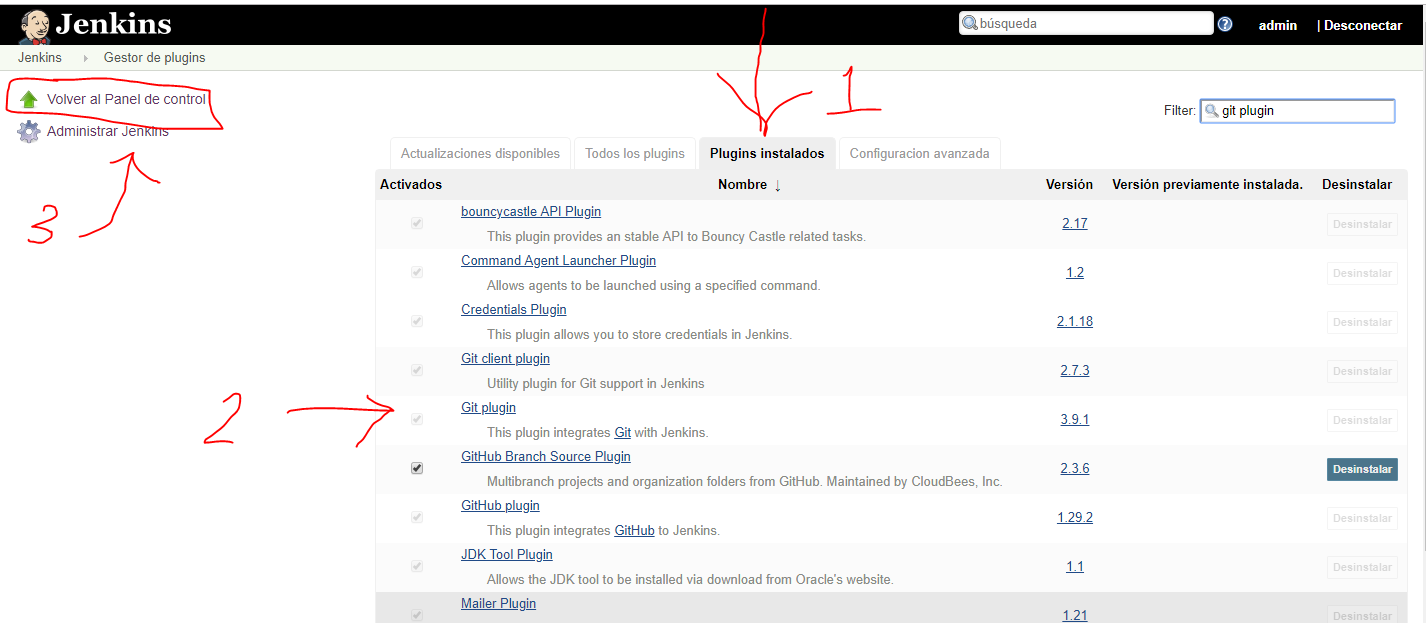 Jenkins
búsqueda
admin
| Desconectar
Jenkins
Gestor de plugins
Volver al Panel de control
Administrar Jenkins
1
2
3
Filter: git plugin
Actualizaciones disponibles
Todos los plugins
Plugins instalados
Configuracion avanzada
Activados Nombre ↓ Versión Versión previamente instalada. Desinstalar
bouncycastle API Plugin
This plugin provides an stable API to Bouncy Castle related tasks.
2.17
Desinstalar
Command Agent Launcher Plugin
Allows agents to be launched using a specified command.
1.2
Desinstalar
Credentials Plugin
This plugin allows you to store credentials in Jenkins.
2.1.18
Desinstalar
Git client plugin
Utility plugin for Git support in Jenkins
2.7.3
Desinstalar
Git plugin
This plugin integrates Git with Jenkins.
3.9.1
Desinstalar
GitHub Branch Source Plugin
Multibranch projects and organization folders from GitHub. Maintained by CloudBees, Inc.
2.3.6
Desinstalar
GitHub plugin
This plugin integrates GitHub to Jenkins.
1.29.2
Desinstalar
JDK Tool Plugin
Allows the JDK tool to be installed via download from Oracle's website.
1.1
Desinstalar
Mailer Plugin
1.21
Desinstalar